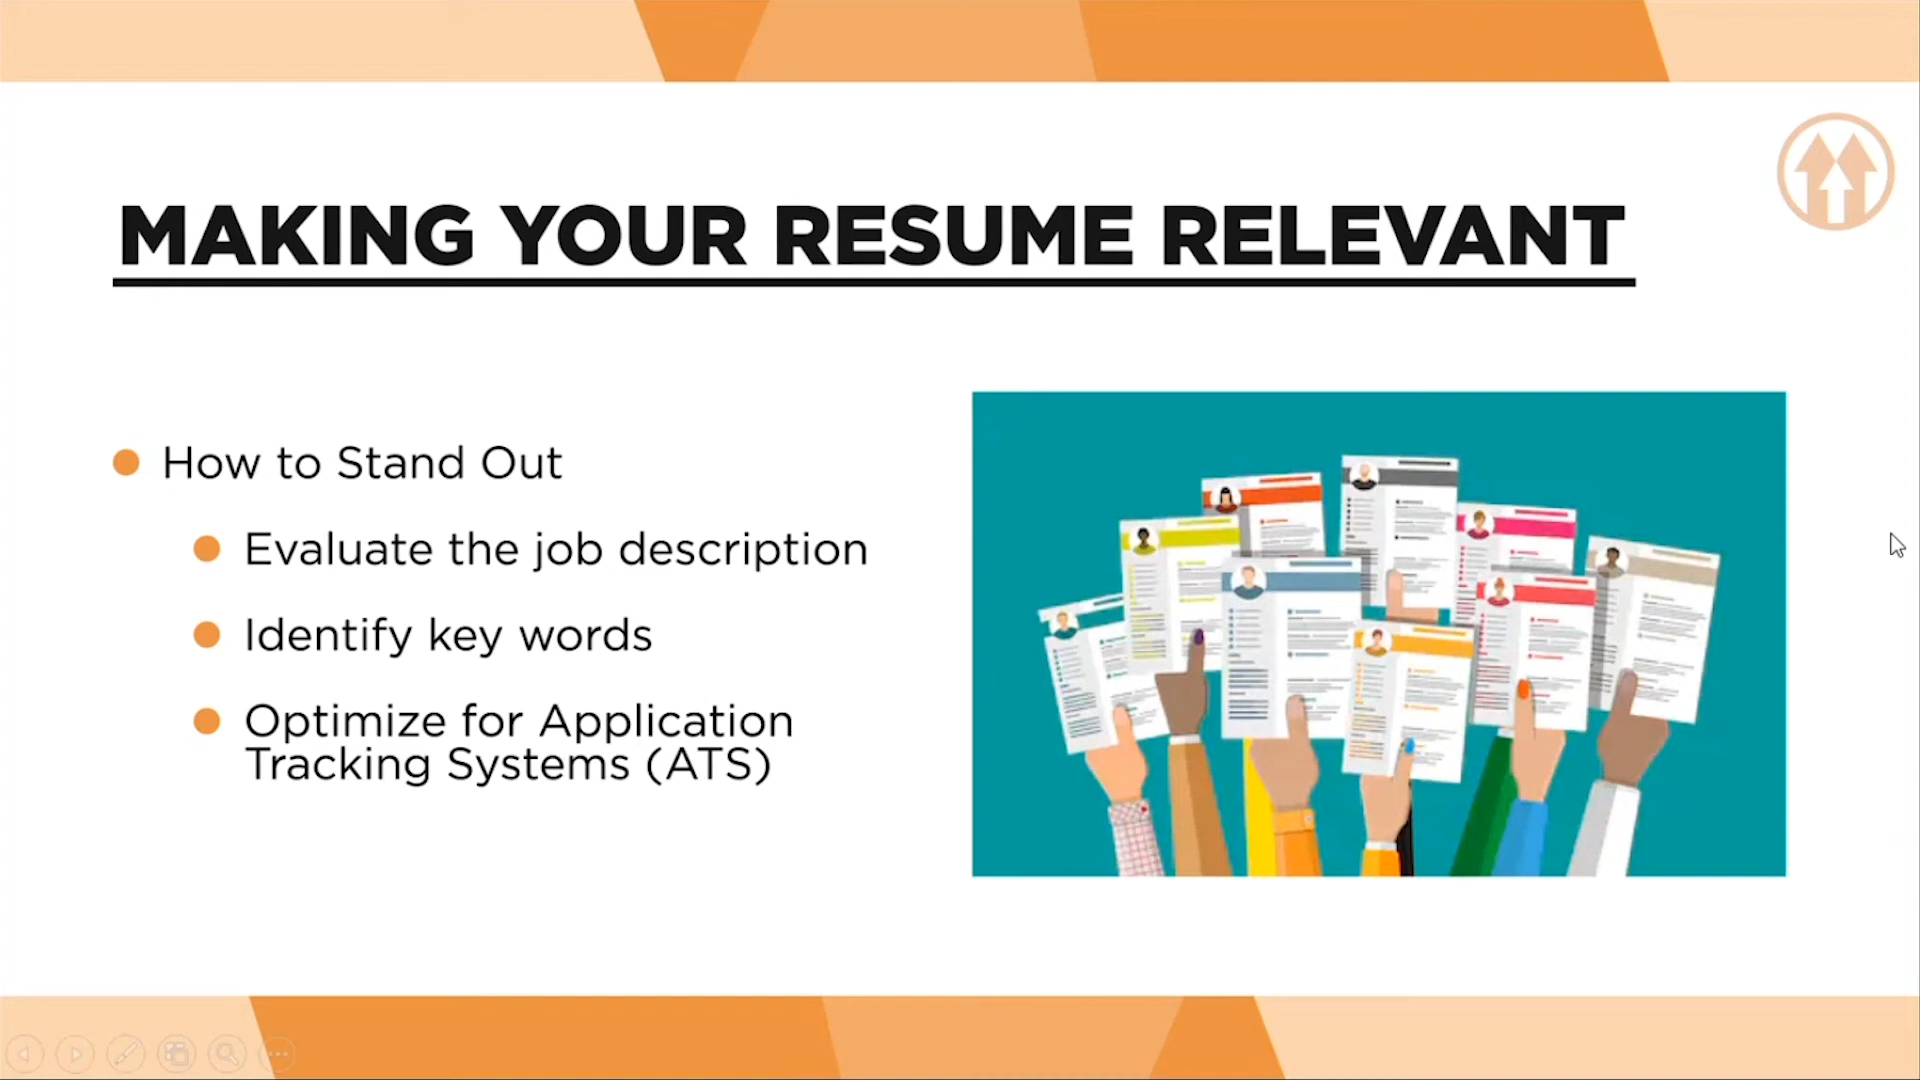 MAKING YOUR RESUME RELEVANT
How to Stand Out
Evaluate the job description
Identify key words
Optimize for Application
Tracking Systems (ATS)